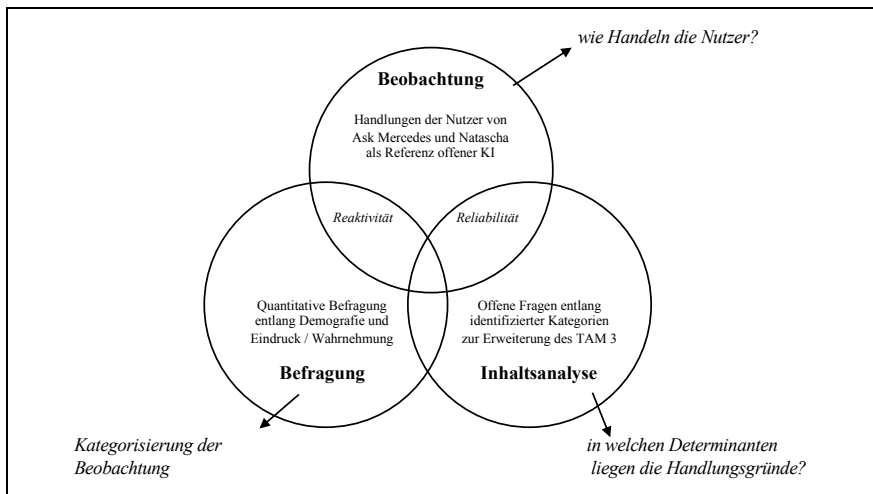 wie Handeln die Nutzer?
Beobachtung
Handlungen der Nutzer von
Ask Mercedes und Natascha
als Referenz offener KI
Reaktivität
Reliabilität
Quantitative Befragung
entlang Demografie und
Eindruck / Wahrnehmung
Befragung
Offene Fragen entlang
identifizierter Kategorien
zur Erweiterung des TAM 3
Inhaltsanalyse
Kategorisierung der
Beobachtung
in welchen Determinanten
liegen die Handlungsgründe?